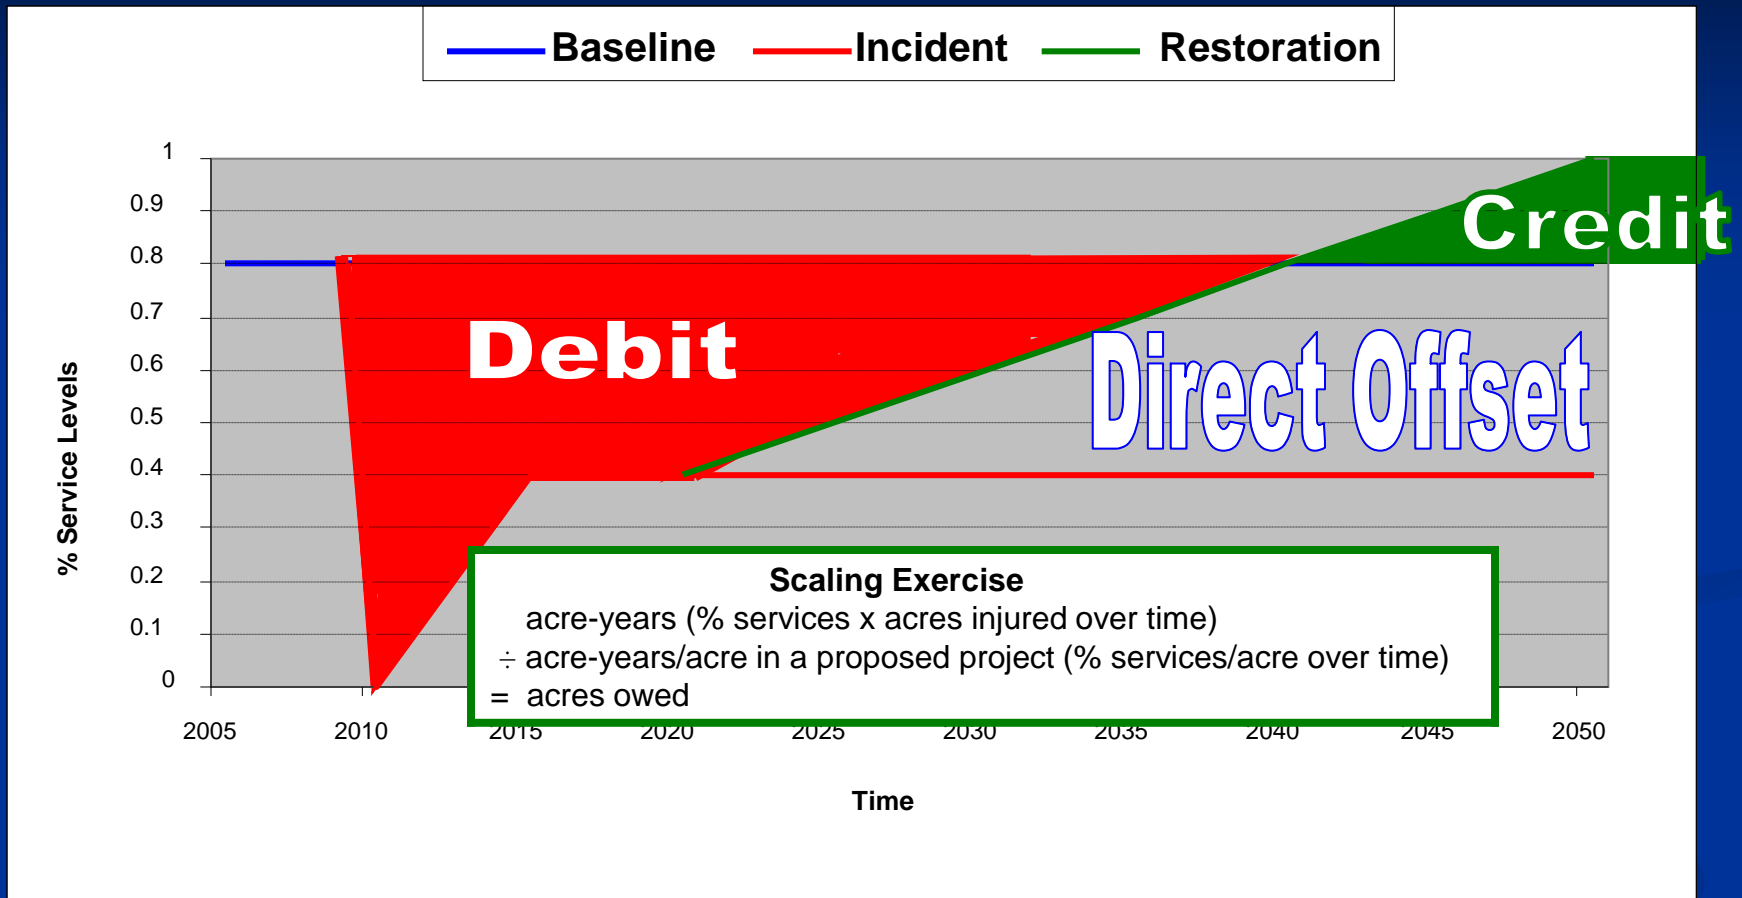 Baseline Incident Restoration
1
0.9
0.8
0.7
0.6
0.5
0.4
0.3
0.2
0.1
0
% Service Levels
Credit
Debit
Direct Offset
Scaling Exercise
acre-years (% services x acres injured over time)
÷ acre-years/acre in a proposed project (% services/acre over time)
= acres owed
2005 2010 2015 2020 2025 2030 2035 2040 2045 2050
Time